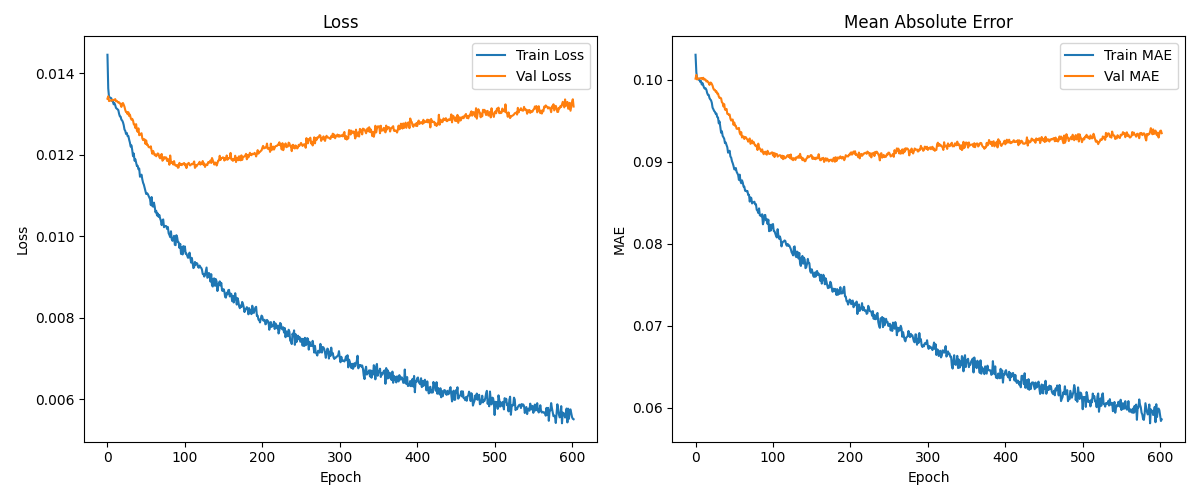 Loss
Train Loss
Val Loss
0.014
0.012
0.010
0.008
0.006
Loss
0 100 200 300 400 500 600
Epoch
Mean Absolute Error
Train MAE
Val MAE
0.10
0.09
0.08
0.07
0.06
MAE
0 100 200 300 400 500 600
Epoch